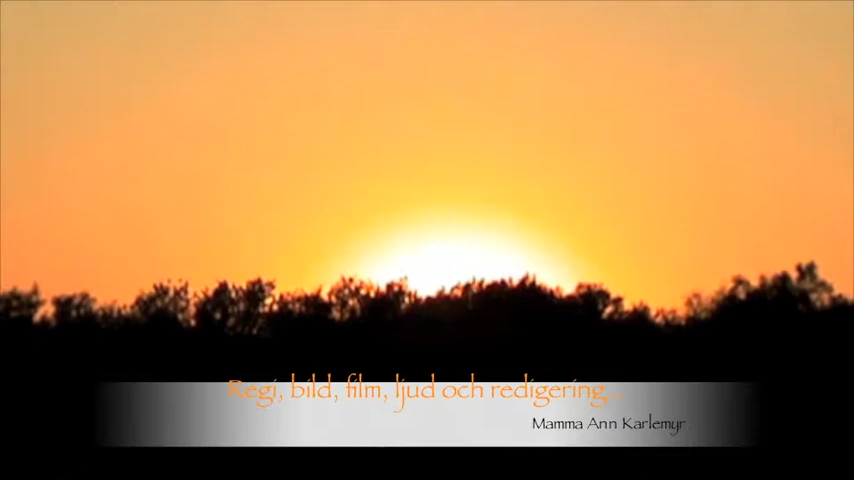 Regi, bild, film, ljud och redigering...
Mamma Ann Karlemyr